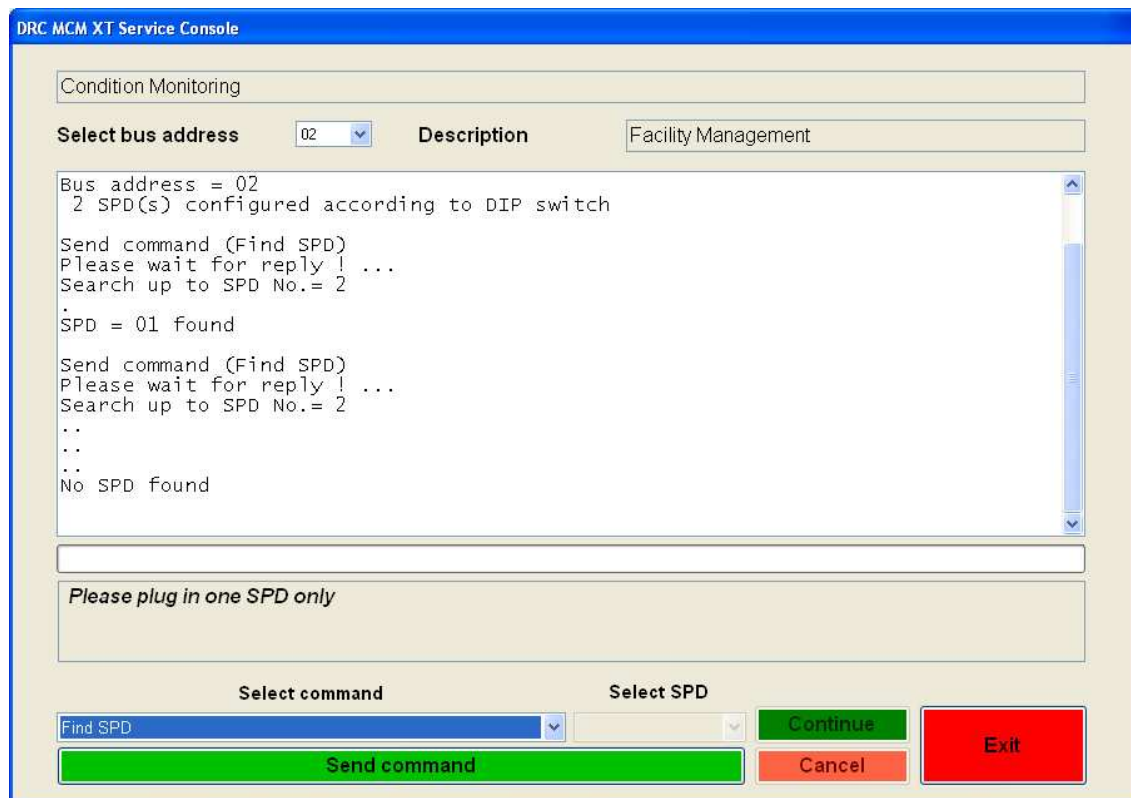 DRC MCM XT Service Console
Condition Monitoring
Select bus address 02 Description Facility Management
Bus address = 02
2 SPD(s) configured according to DIP switch
Send command (Find SPD)
Please wait for reply ! ...
Search up to SPD No.= 2
.
SPD = 01 found
Send command (Find SPD)
Please wait for reply ! ...
Search up to SPD No.= 2
..
..
..
No SPD found
Please plug in one SPD only
Select command Select SPD
Find SPD Continue Exit
Send command Cancel